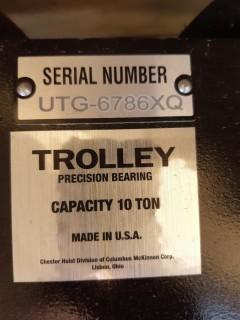 SERIAL NUMBER
UTG-6786XQ
TROLLEY
PRECISION BEARING
CAPACITY 10 TON
MADE IN U.S.A.
Chester Hoist Division of Columbus McKinnon Corp.
Lisbon, Ohio